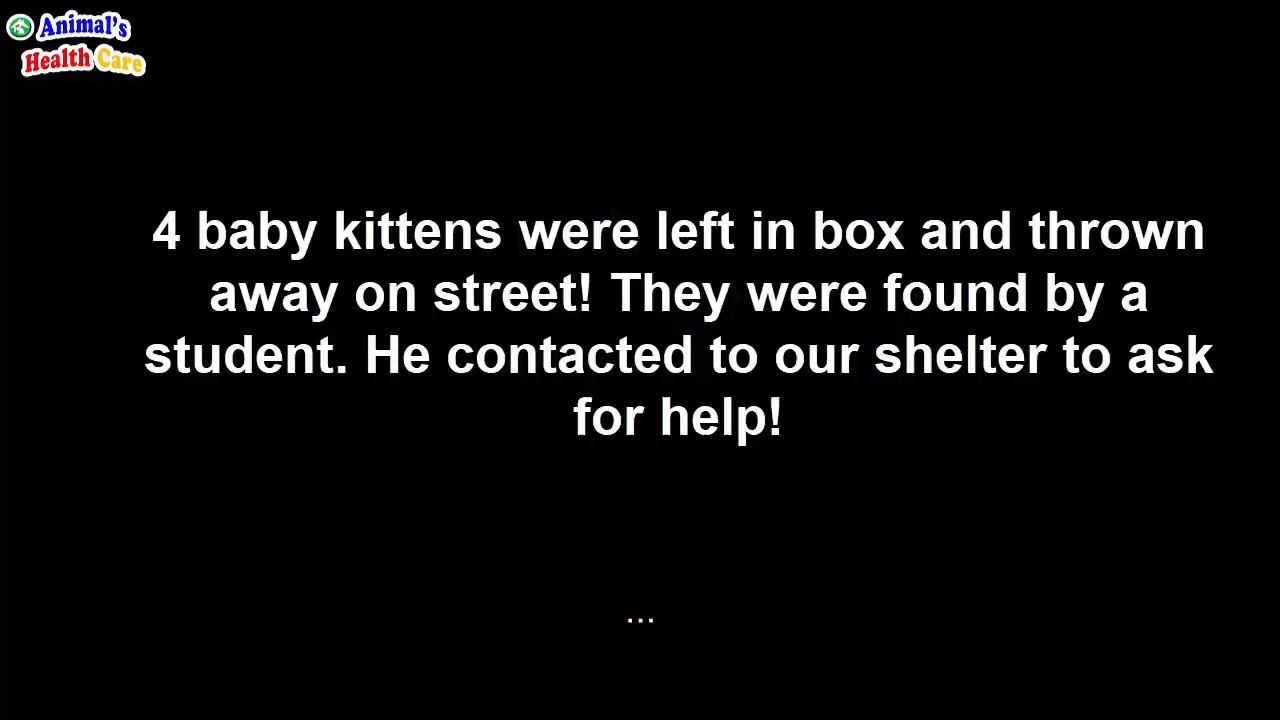 Animal's
Health Care
4 baby kittens were left in box and thrown
away on street! They were found by a
student. He contacted to our shelter to ask
for help!
...